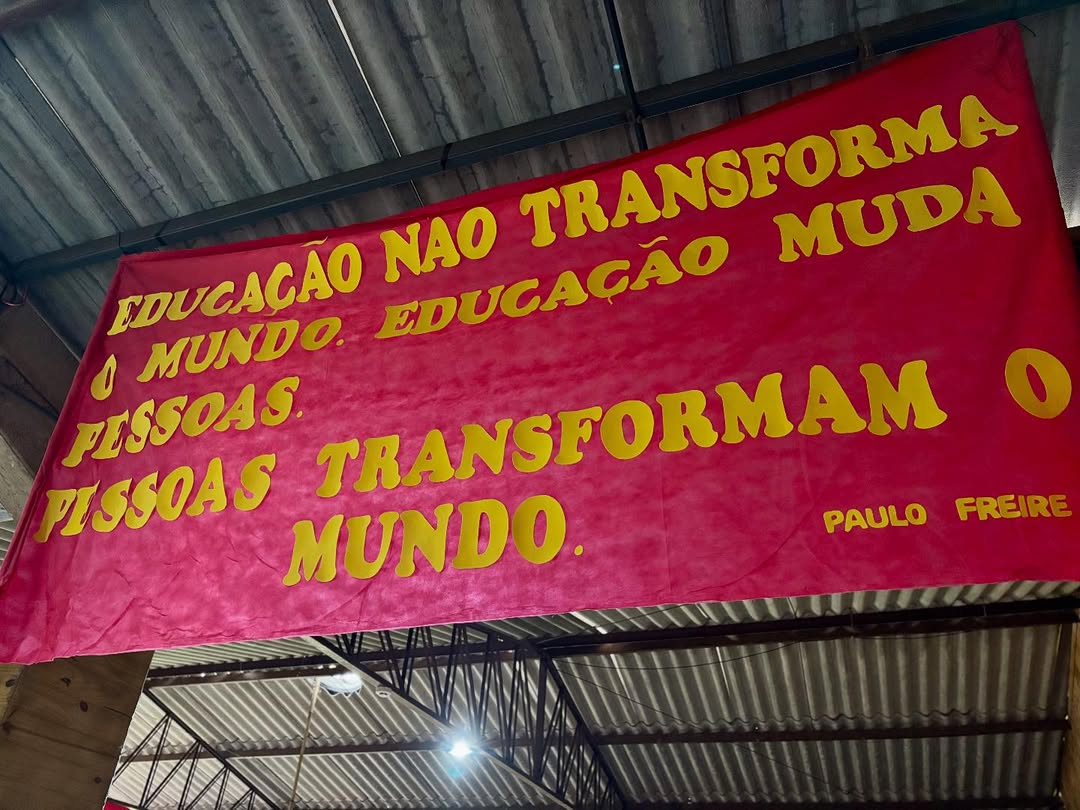 EDUCAÇÃO NAO TRANSFORMA
O MUNDO. EDUCAÇÃO MUDA
PESSOAS.
PESSOAS TRANSFORMAM O
MUNDO.
PAULO FREIRE